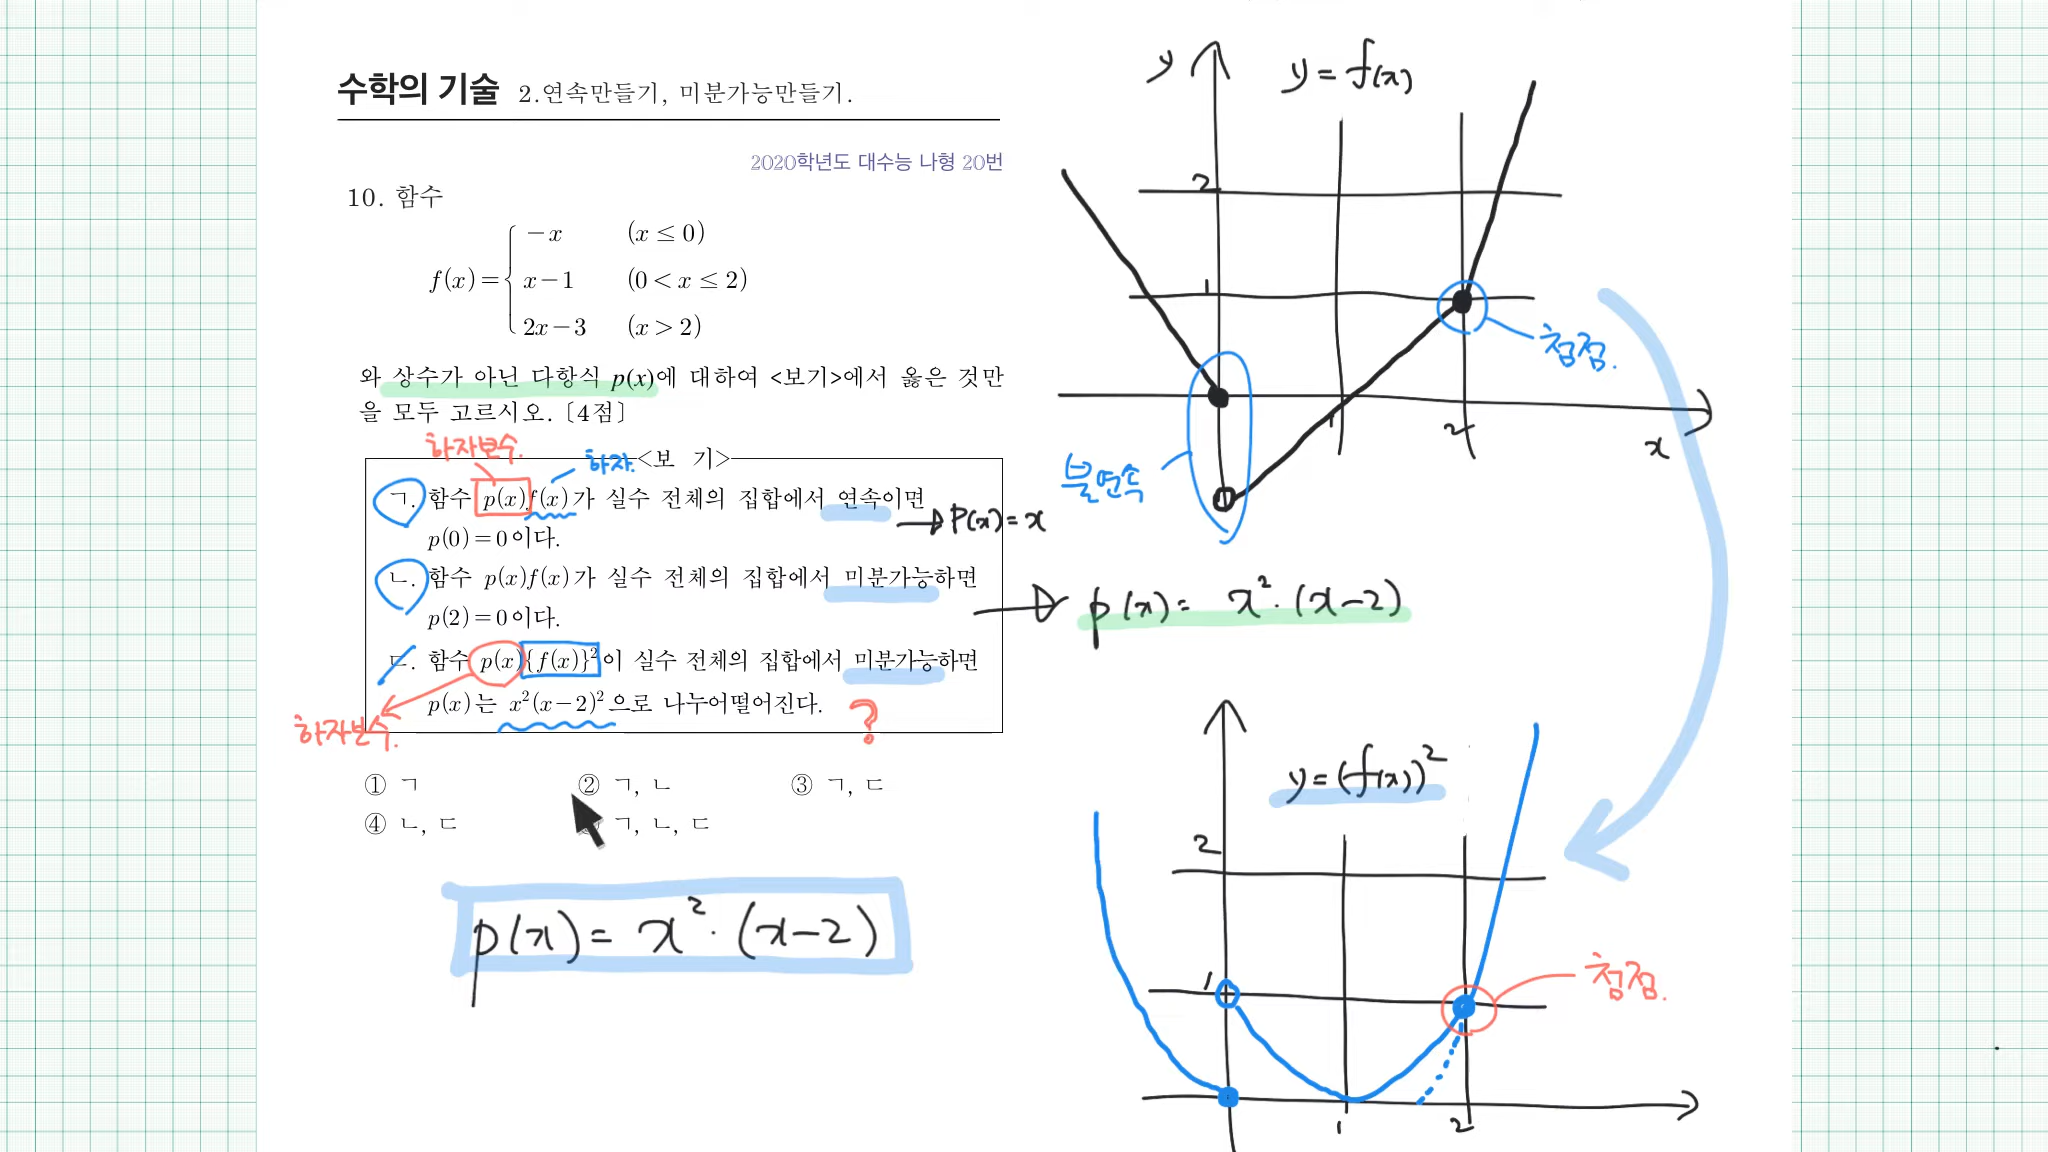 수학의 기술 2.연속만들기, 미분가능만들기.
2020학년도 대수능 나형 20번
10. 함수
f(x)= { -x (x ≤ 0)
x-1 (0 < x ≤ 2)
2x-3 (x > 2)
와 상수가 아닌 다항식 p(x)에 대하여 <보기>에서 옳은 것만
을 모두 고르시오. [4점]
하자보수.
하자.
<보 기>
ㄱ. 함수 p(x)f(x)가 실수 전체의 집합에서 연속이면
p(0)=0이다.
→ P(x)=x
ㄴ. 함수 p(x)f(x)가 실수 전체의 집합에서 미분가능하면
p(2)=0이다.
ㄷ. 함수 p(x){f(x)}²이 실수 전체의 집합에서 미분가능하면
p(x)는 x²(x-2)²으로 나누어떨어진다. ?
하자보수.
① ㄱ ② ㄱ, ㄴ ③ ㄱ, ㄷ
④ ㄴ, ㄷ ㄱ, ㄴ, ㄷ
p(x)= x²·(x-2)
y
y=f(x)
2
1
첨점.
1
2
x
불연속
→ p(x)= x²·(x-2)
y=(f(x))²
2
1
첨점.
1
2